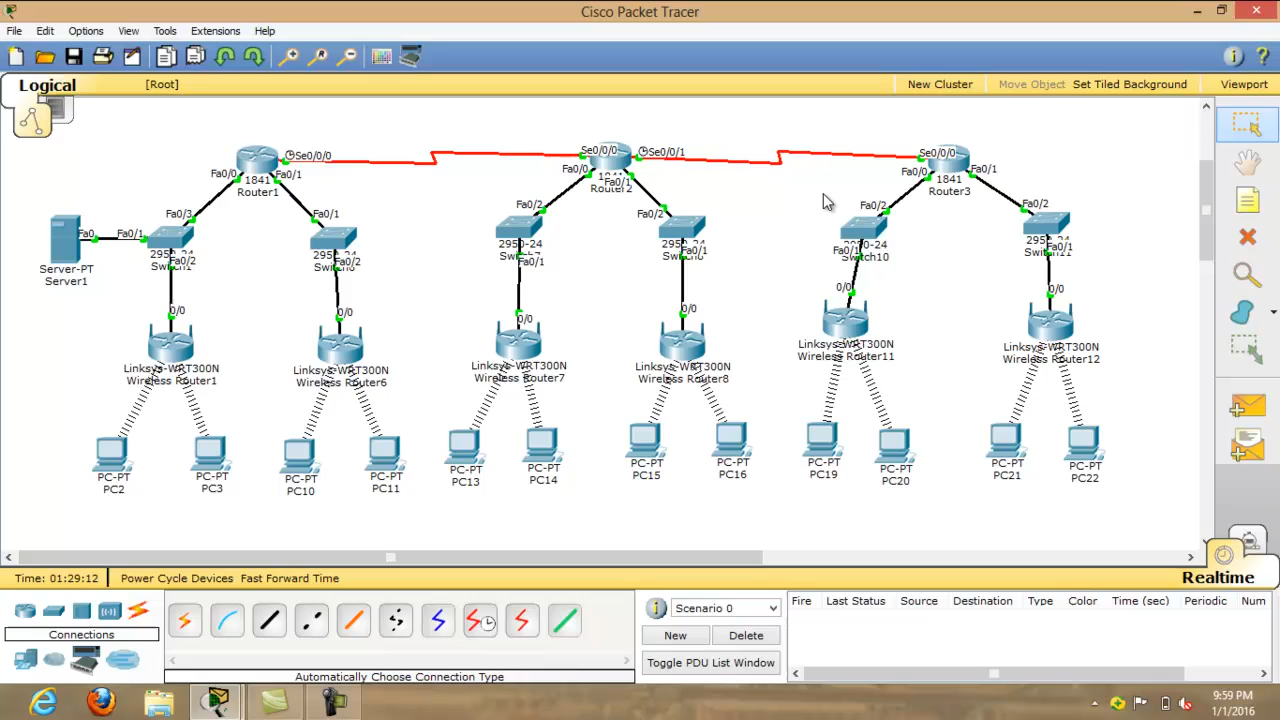 Cisco Packet Tracer
File Edit Options View Tools Extensions Help
Logical
[Root]
New Cluster
Move Object
Set Tiled Background
Viewport
Se0/0/0
Fa0/0
Fa0/1
1841
Router1
Se0/0/0
Se0/0/1
Fa0/0
Fa0/1
1841
Router2
Se0/0/0
Fa0/0
Fa0/1
1841
Router3
Fa0
Fa0/1
Server-PT
Server1
Fa0/3
Fa0/2
2950-24
Fa0/1
Fa0/2
Fa0/2
2950-24
Fa0/1
Fa0/2
Fa0/1
Fa0/2
2950-24
Fa0/1
Switch10
Fa0/2
Fa0/1
0/0
Linksys-WRT300N
Wireless Router1
0/0
Linksys-WRT300N
Wireless Router6
0/0
Linksys-WRT300N
Wireless Router7
0/0
Linksys-WRT300N
Wireless Router8
0/0
Linksys-WRT300N
Wireless Router11
0/0
Linksys-WRT300N
Wireless Router12
PC-PT
PC2
PC-PT
PC3
PC-PT
PC10
PC-PT
PC11
PC-PT
PC13
PC-PT
PC14
PC-PT
PC15
PC-PT
PC16
PC-PT
PC19
PC-PT
PC20
PC-PT
PC21
PC-PT
PC22
Time: 01:29:12
Power Cycle Devices Fast Forward Time
Realtime
Connections
Automatically Choose Connection Type
Scenario 0
New
Delete
Toggle PDU List Window
Fire Last Status Source Destination Type Color Time (sec) Periodic Num
9:59 PM
1/1/2016